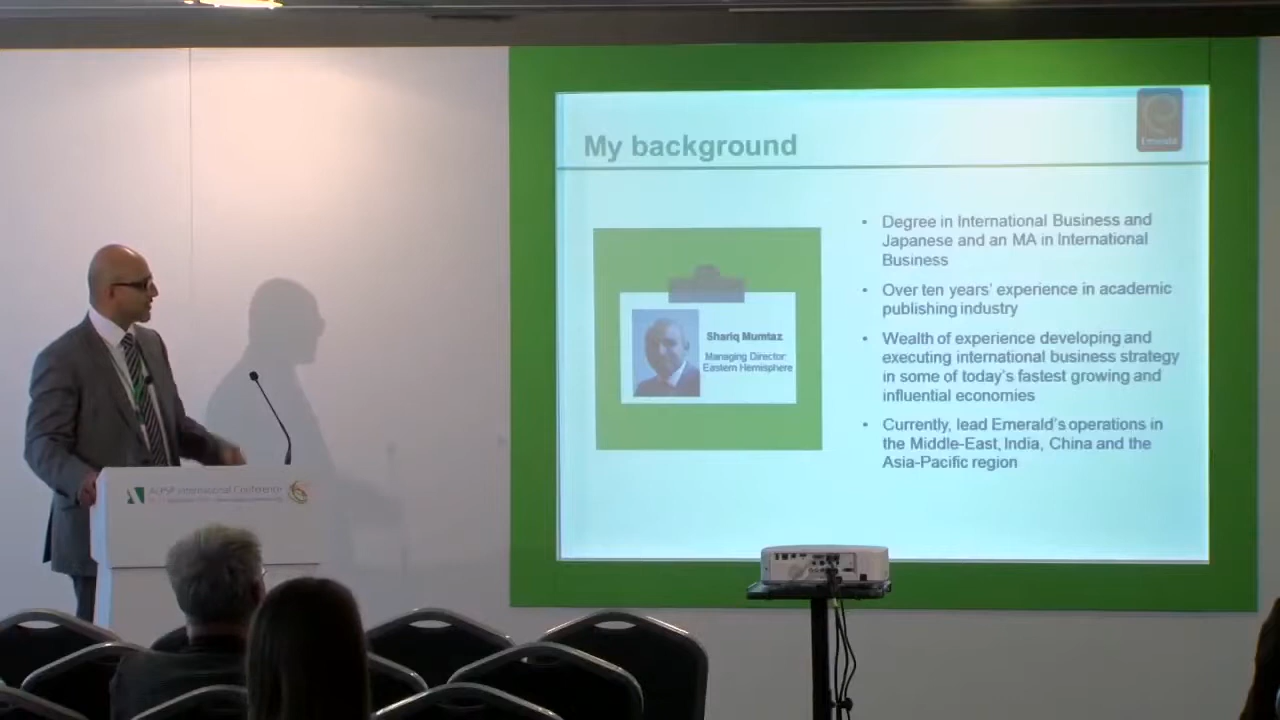 My background
Emerald
Degree in International Business and
Japanese and an MA in International
Business
Over ten years' experience in academic
publishing industry
Wealth of experience developing and
executing international business strategy
in some of today's fastest growing and
influential economies
Currently, lead Emerald's operations in
the Middle-East, India, China and the
Asia-Pacific region
Shariq Mumtaz
Managing Director:
Eastern Hemisphere
ALPSP International Conference